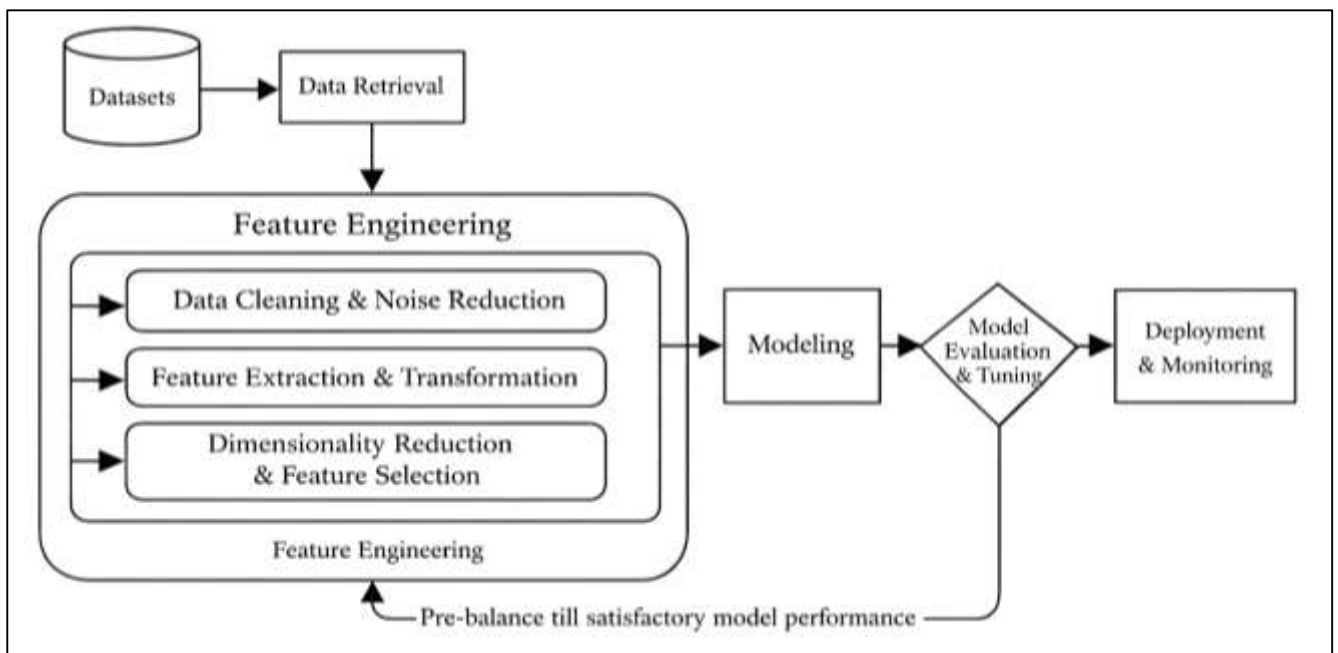 Datasets
Data Retrieval
Feature Engineering
Data Cleaning & Noise Reduction
Feature Extraction & Transformation
Dimensionality Reduction
& Feature Selection
Feature Engineering
Modeling
Model
Evaluation
& Tuning
Deployment
& Monitoring
Pre-balance till satisfactory model performance